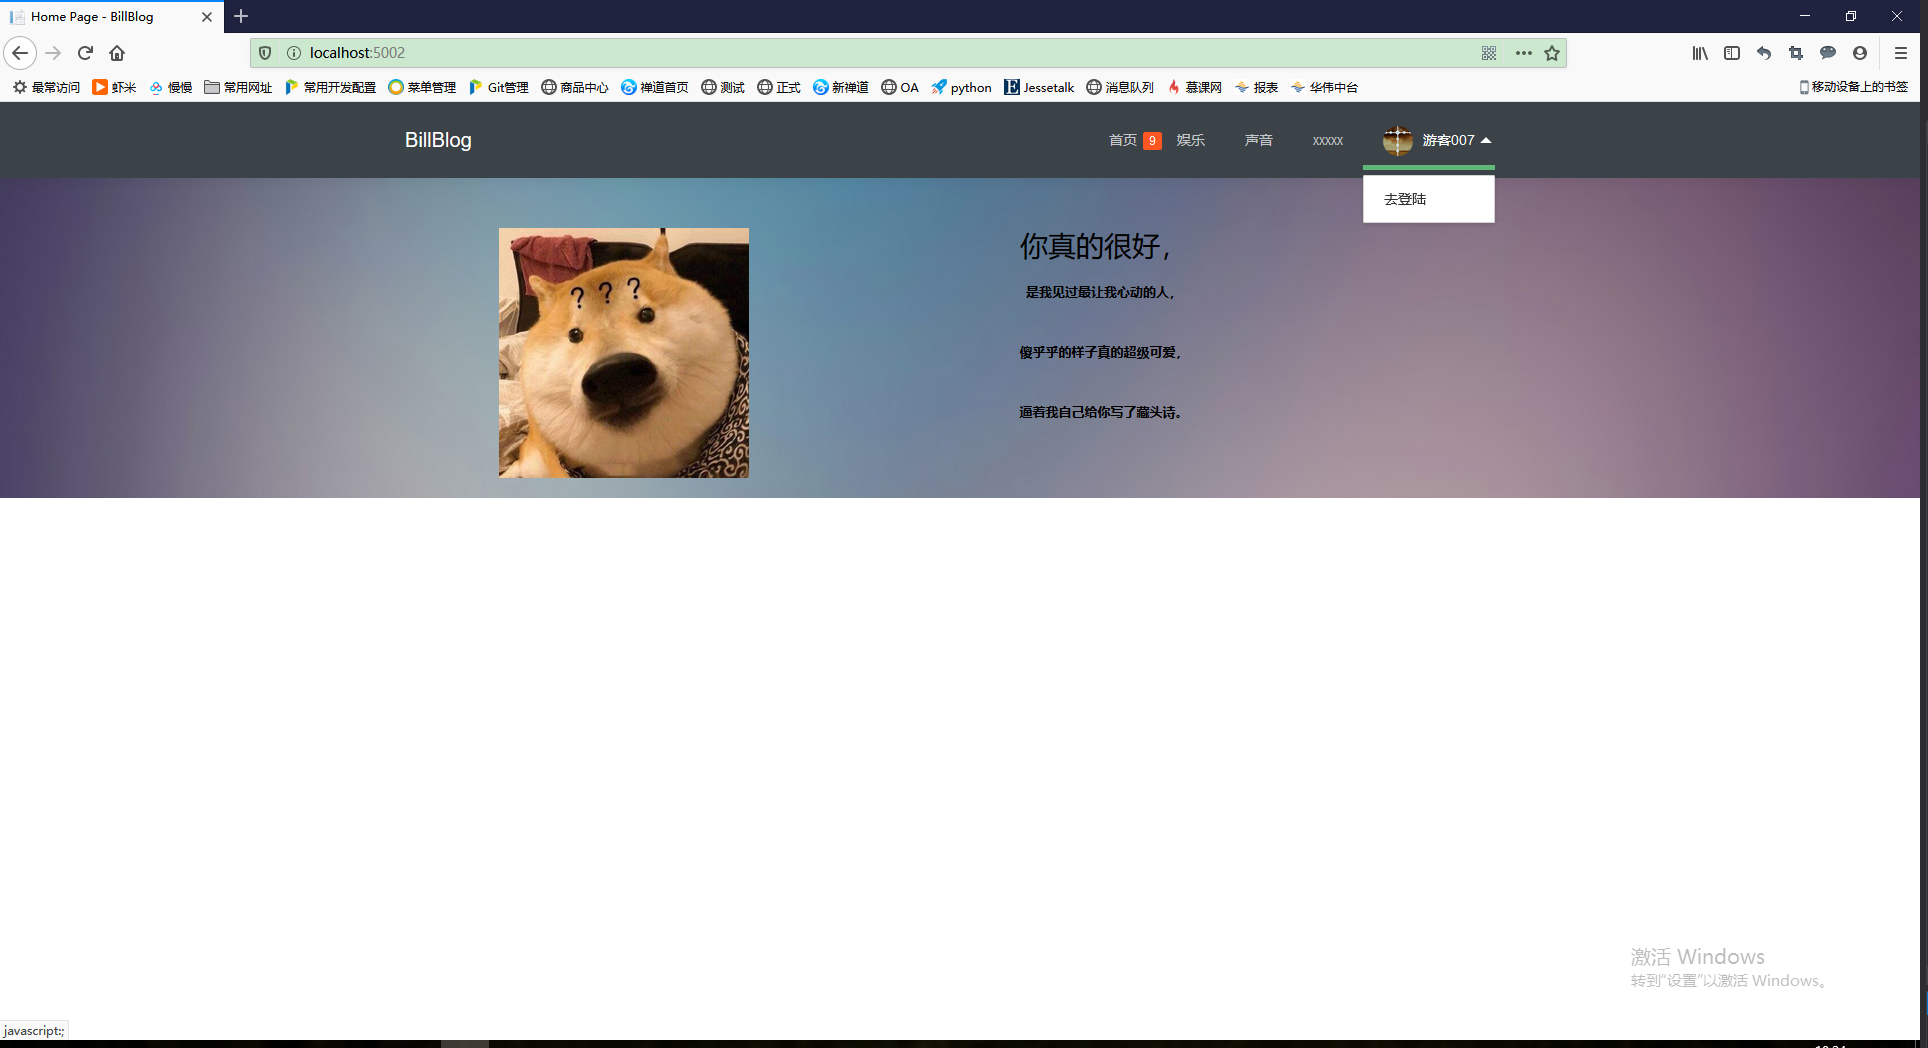 Home Page - BillBlog
localhost:5002
最常访问 虾米 慢慢 常用网址 常用开发配置 菜单管理 Git管理 商品中心 禅道首页 测试 正式 新禅道 OA python Jessetalk 消息队列 慕课网 报表 华伟中台 移动设备上的书签
BillBlog 首页 9 娱乐 声音 xxxxx 游客007
去登陆
你真的很好，
? ? ?
是我见过最让我心动的人，
傻乎乎的样子真的超级可爱，
逼着我自己给你写了藏头诗。
激活 Windows
转到"设置"以激活 Windows。
javascript:;